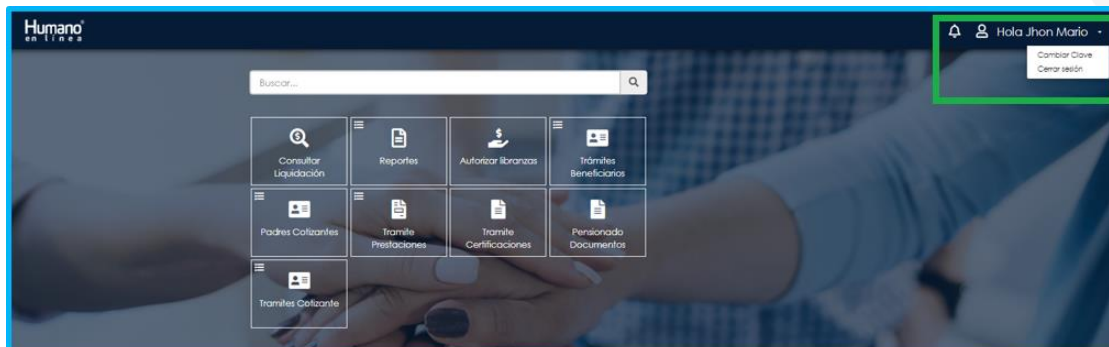 Humano®
en línea
Hola Jhon Mario
Cambiar Clave
Cerrar sesión
Buscar...
Consultar
Liquidación
Reportes
Autorizar libranzas
Trámites
Beneficiarios
Padres Cotizantes
Tramite
Prestaciones
Tramite
Certificaciones
Pensionado
Documentos
Tramites Cotizante